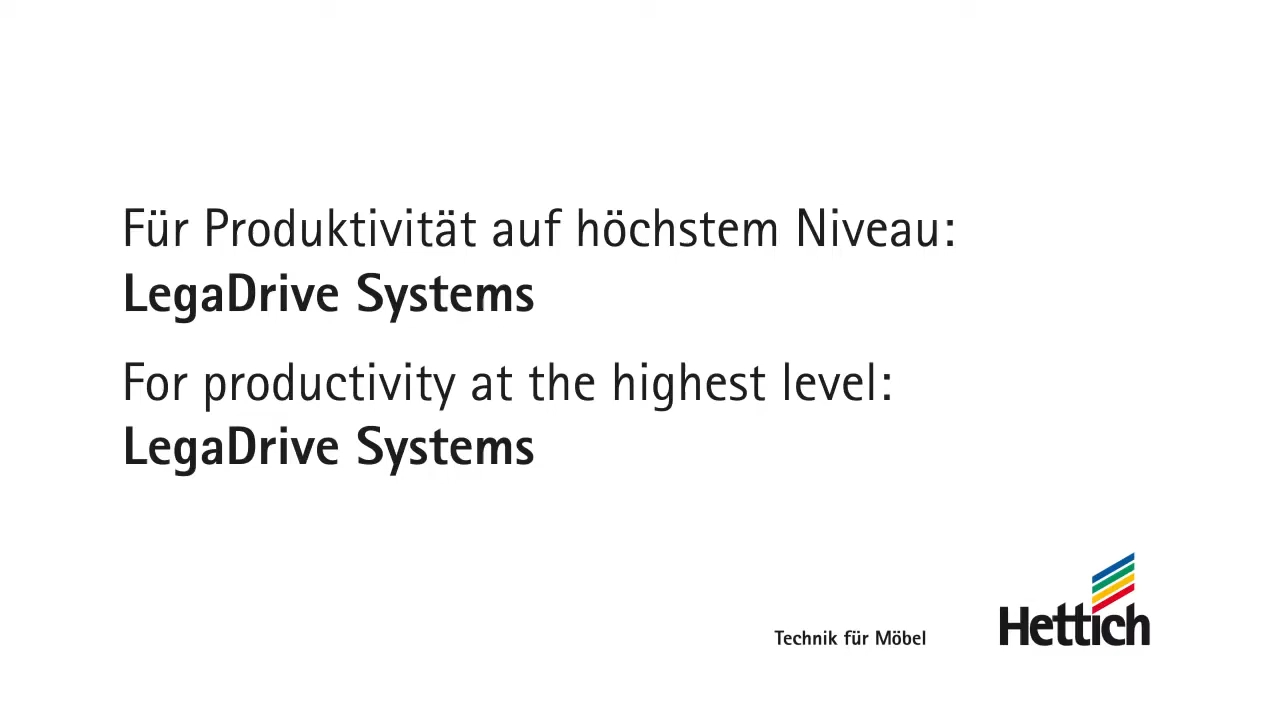 Für Produktivität auf höchstem Niveau:
LegaDrive Systems
For productivity at the highest level:
LegaDrive Systems
Technik für Möbel
Hettich